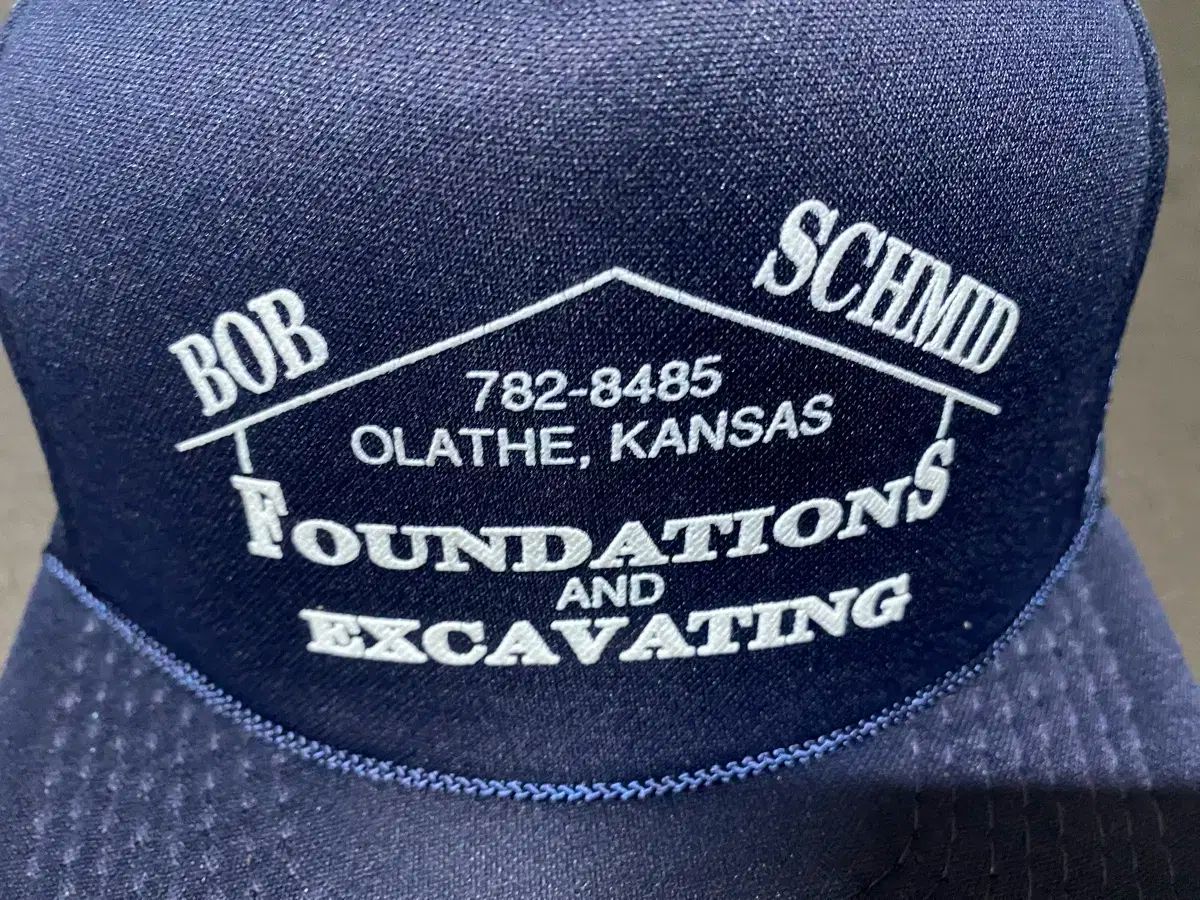 BOB SCHMID
782-8485
OLATHE, KANSAS
FOUNDATIONS
AND
EXCAVATING